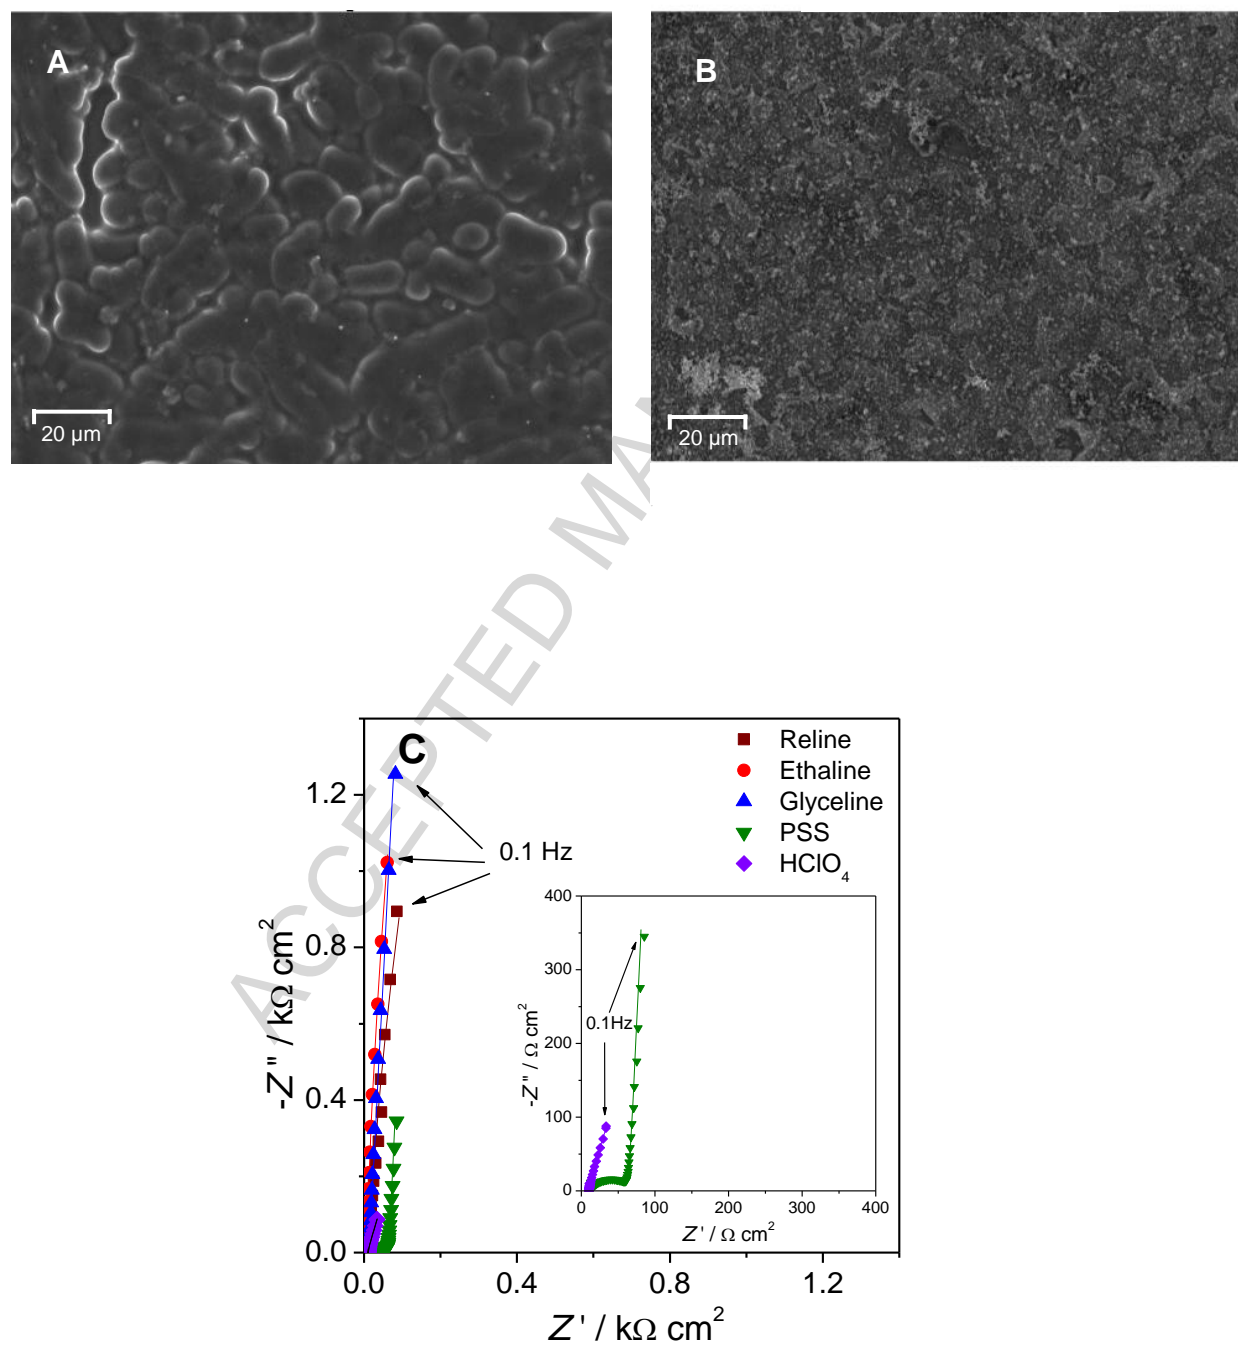 A
B
20 µm
20 µm
ACCEPTED MAN
C
Reline
Ethaline
Glyceline
PSS
HClO4
0.1 Hz
1.2
0.8
0.4
0.0
-Z'' / kΩ cm²
0.0 0.4 0.8 1.2
Z' / kΩ cm²
400
300
200
100
0
-Z'' / Ω cm²
0.1Hz
0 100 200 300 400
Z' / Ω cm²